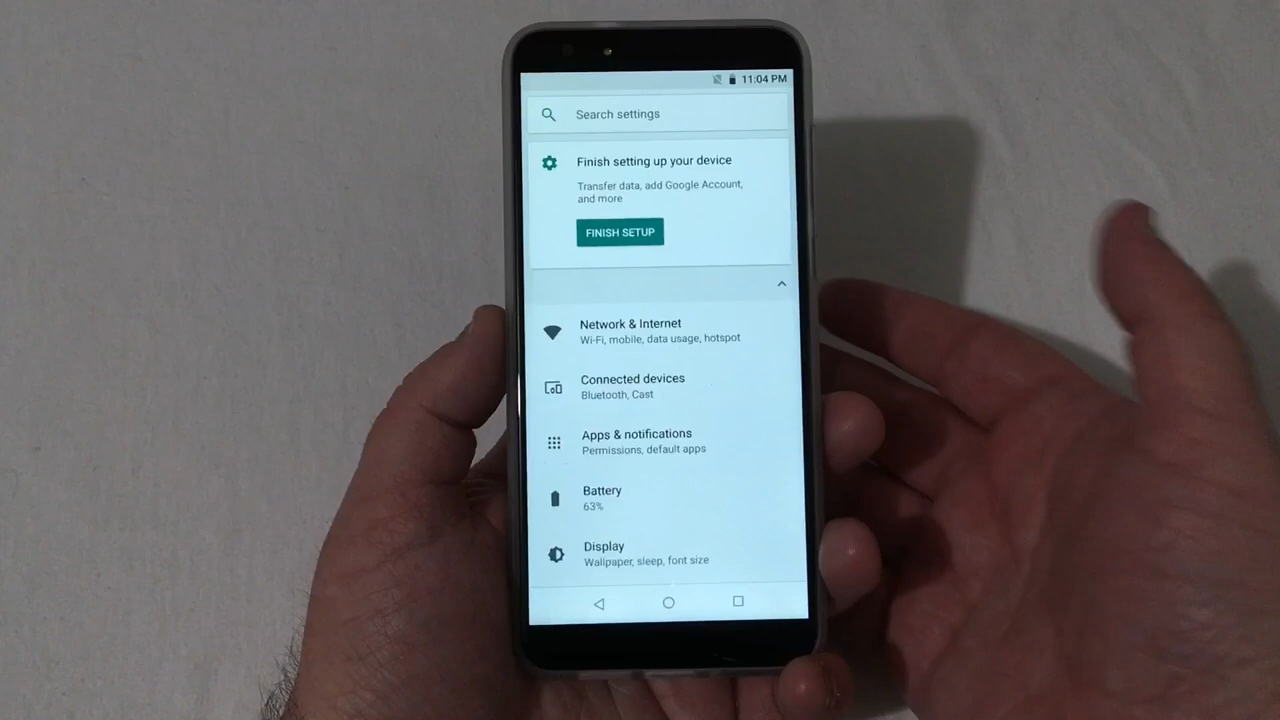 11:04 PM
Search settings
Finish setting up your device
Transfer data, add Google Account,
and more
FINISH SETUP
Network & Internet
Wi-Fi, mobile, data usage, hotspot
Connected devices
Bluetooth, Cast
Apps & notifications
Permissions, default apps
Battery
63%
Display
Wallpaper, sleep, font size